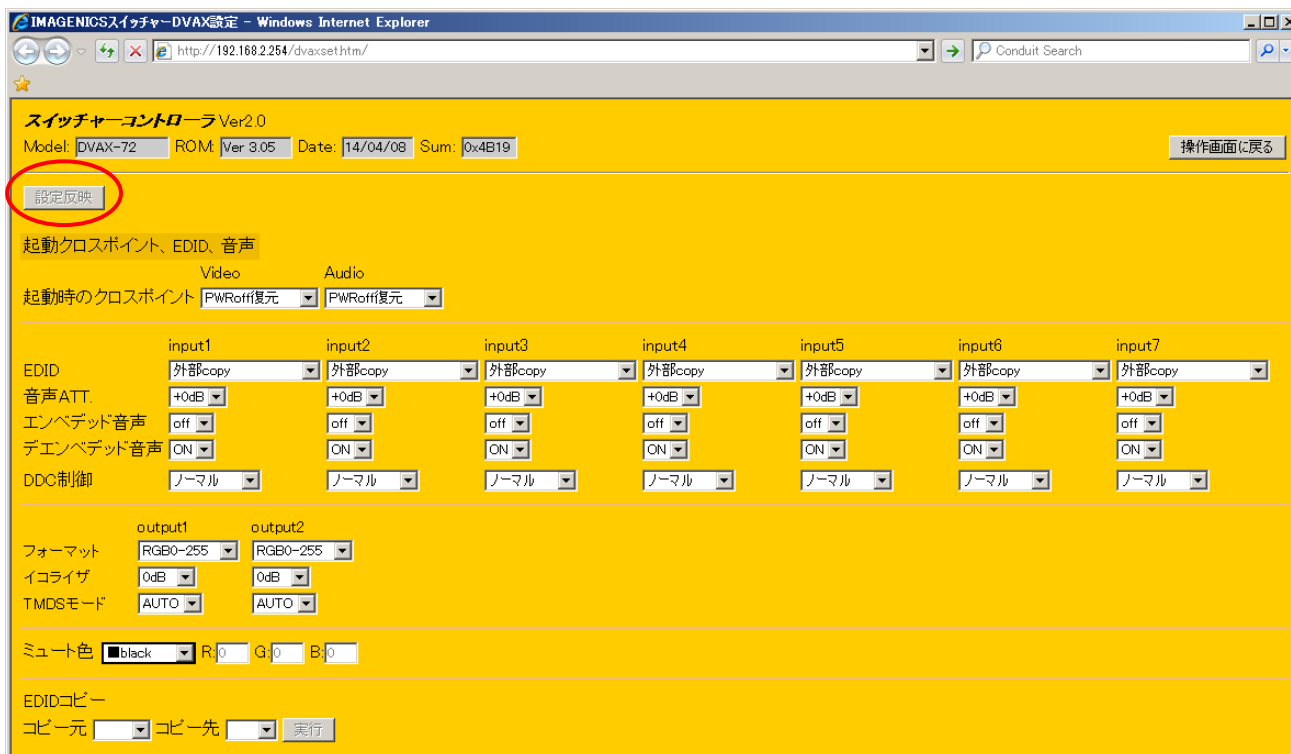 IMAGENICSスイッチャーDVAX設定 - Windows Internet Explorer
http://192.168.2.254/dvaxset.htm/
Conduit Search
スイッチャーコントローラ Ver2.0
Model: DVAX-72 ROM: Ver 3.05 Date: 14/04/08 Sum: 0x4B19 操作画面に戻る
設定反映
起動クロスポイント、EDID、音声
Video Audio
起動時のクロスポイント PWRoff復元 PWRoff復元
input1 input2 input3 input4 input5 input6 input7
EDID 外部copy 外部copy 外部copy 外部copy 外部copy 外部copy 外部copy
音声ATT. +0dB +0dB +0dB +0dB +0dB +0dB +0dB
エンベデッド音声 off off off off off off off
デエンベデッド音声 ON ON ON ON ON ON ON
DDC制御 ノーマル ノーマル ノーマル ノーマル ノーマル ノーマル ノーマル
output1 output2
フォーマット RGB0-255 RGB0-255
イコライザ 0dB 0dB
TMDSモード AUTO AUTO
ミュート色 ■black R:0 G:0 B:0
EDIDコピー
コピー元 コピー先 実行